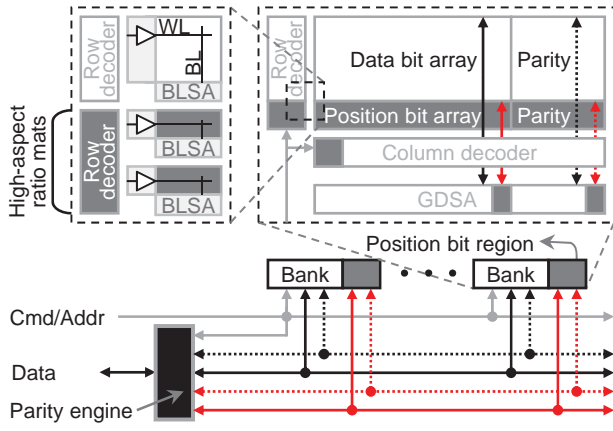 High-aspect
ratio mats
Row
decoder
WL
BL
BLSA
Row
decoder
BLSA
BLSA
Row
decoder
Data bit array
Parity
Position bit array
Parity
Column decoder
GDSA
Position bit region
Bank
Bank
Cmd/Addr
Data
Parity engine